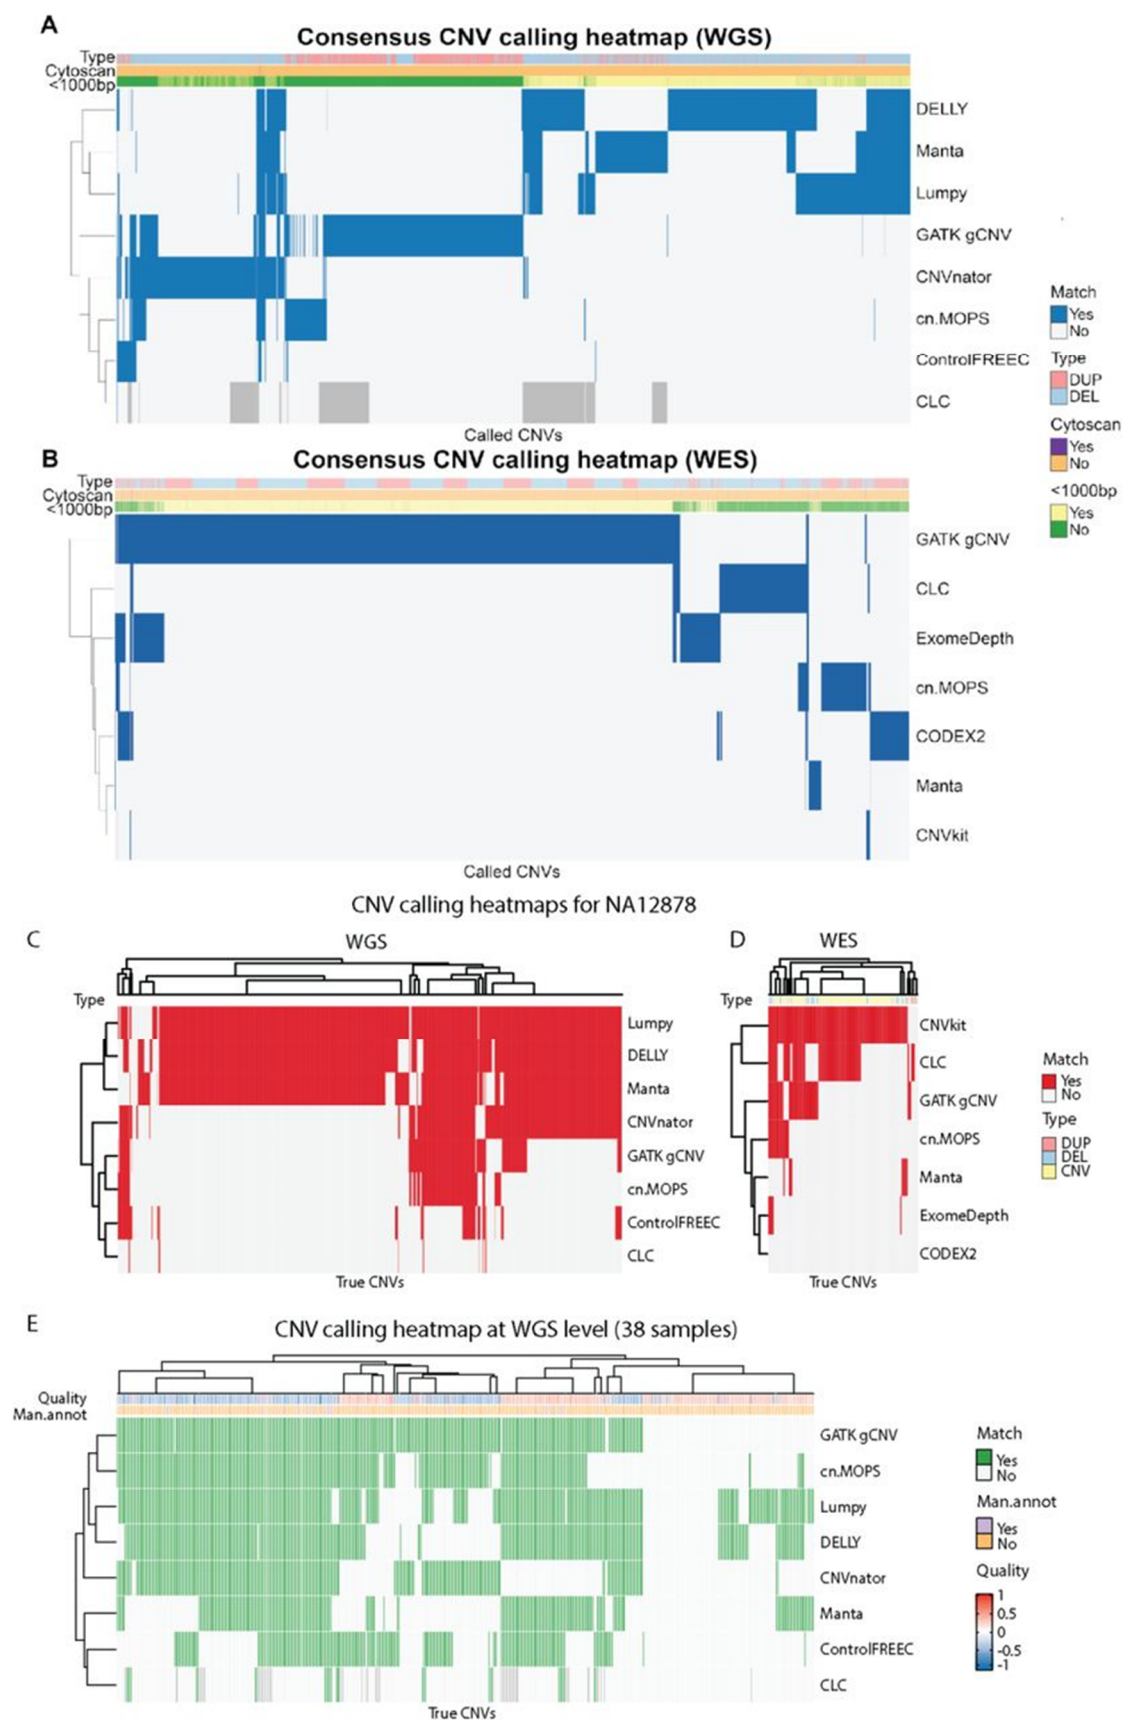 A
Consensus CNV calling heatmap (WGS)
Type
Cytoscan
<1000bp
DELLY
Manta
Lumpy
GATK gCNV
CNVnator
cn.MOPS
ControlFREEC
CLC
Called CNVs
Match
Yes
No
Type
DUP
DEL
Cytoscan
Yes
No
<1000bp
Yes
No
B
Consensus CNV calling heatmap (WES)
Type
Cytoscan
<1000bp
GATK gCNV
CLC
ExomeDepth
cn.MOPS
CODEX2
Manta
CNVkit
Called CNVs
CNV calling heatmaps for NA12878
C
WGS
Type
Lumpy
DELLY
Manta
CNVnator
GATK gCNV
cn.MOPS
ControlFREEC
CLC
True CNVs
D
WES
Type
CNVkit
CLC
GATK gCNV
cn.MOPS
Manta
ExomeDepth
CODEX2
True CNVs
Match
Yes
No
Type
DUP
DEL
CNV
E
CNV calling heatmap at WGS level (38 samples)
Quality
Man.annot
GATK gCNV
cn.MOPS
Lumpy
DELLY
CNVnator
Manta
ControlFREEC
CLC
True CNVs
Match
Yes
No
Man.annot
Yes
No
Quality
1
0.5
0
-0.5
-1